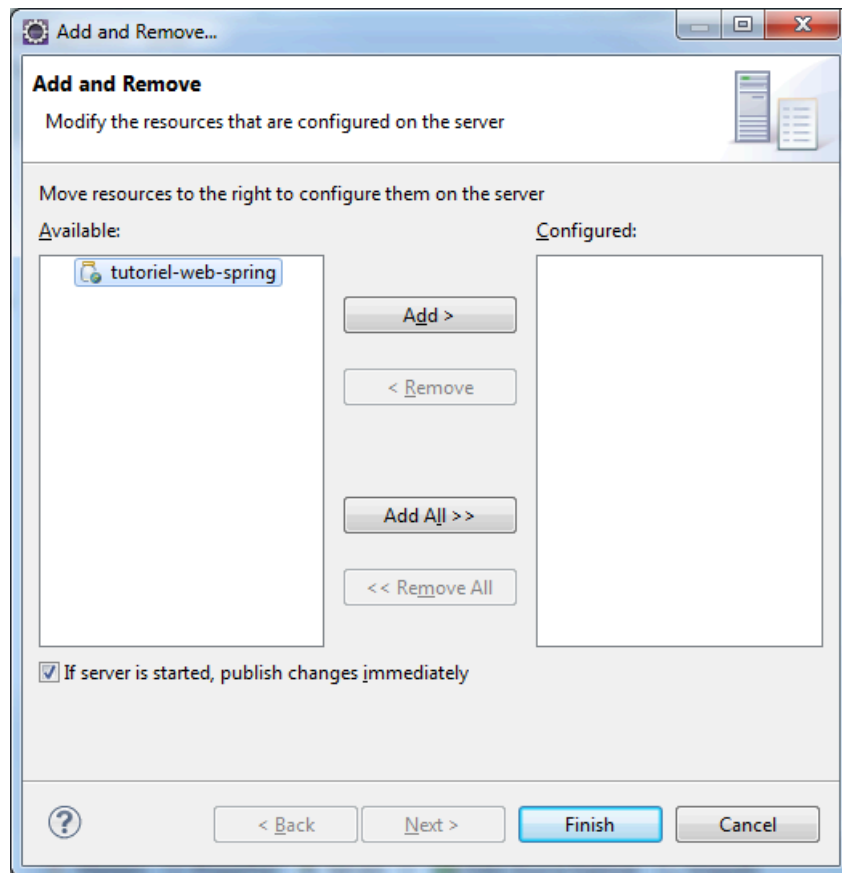 Add and Remove...
Add and Remove
Modify the resources that are configured on the server
Move resources to the right to configure them on the server
Available:
Configured:
tutoriel-web-spring
Add >
< Remove
Add All >>
<< Remove All
If server is started, publish changes immediately
?
< Back
Next >
Finish
Cancel